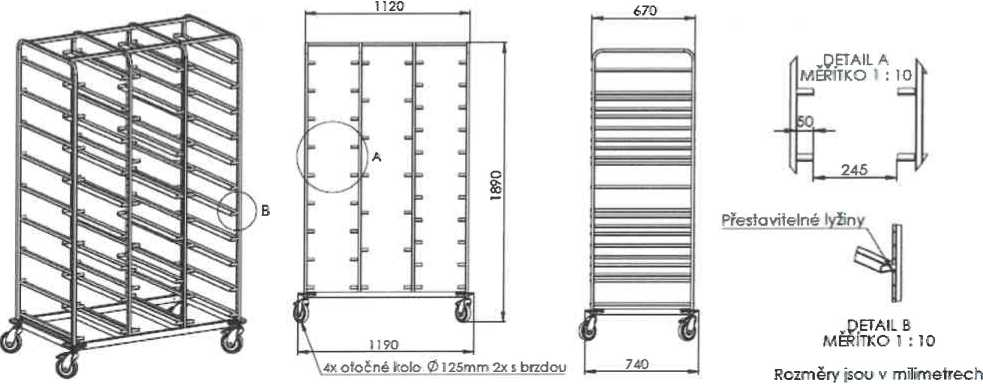 1120
670
DETAIL A
MĚŘÍTKO 1 : 10
50
245
A
B
1890
Přestavitelné lyžiny
1190
4x otočné kolo Ø125mm 2x s brzdou
740
DETAIL B
MĚŘÍTKO 1 : 10
Rozměry jsou v milimetrech